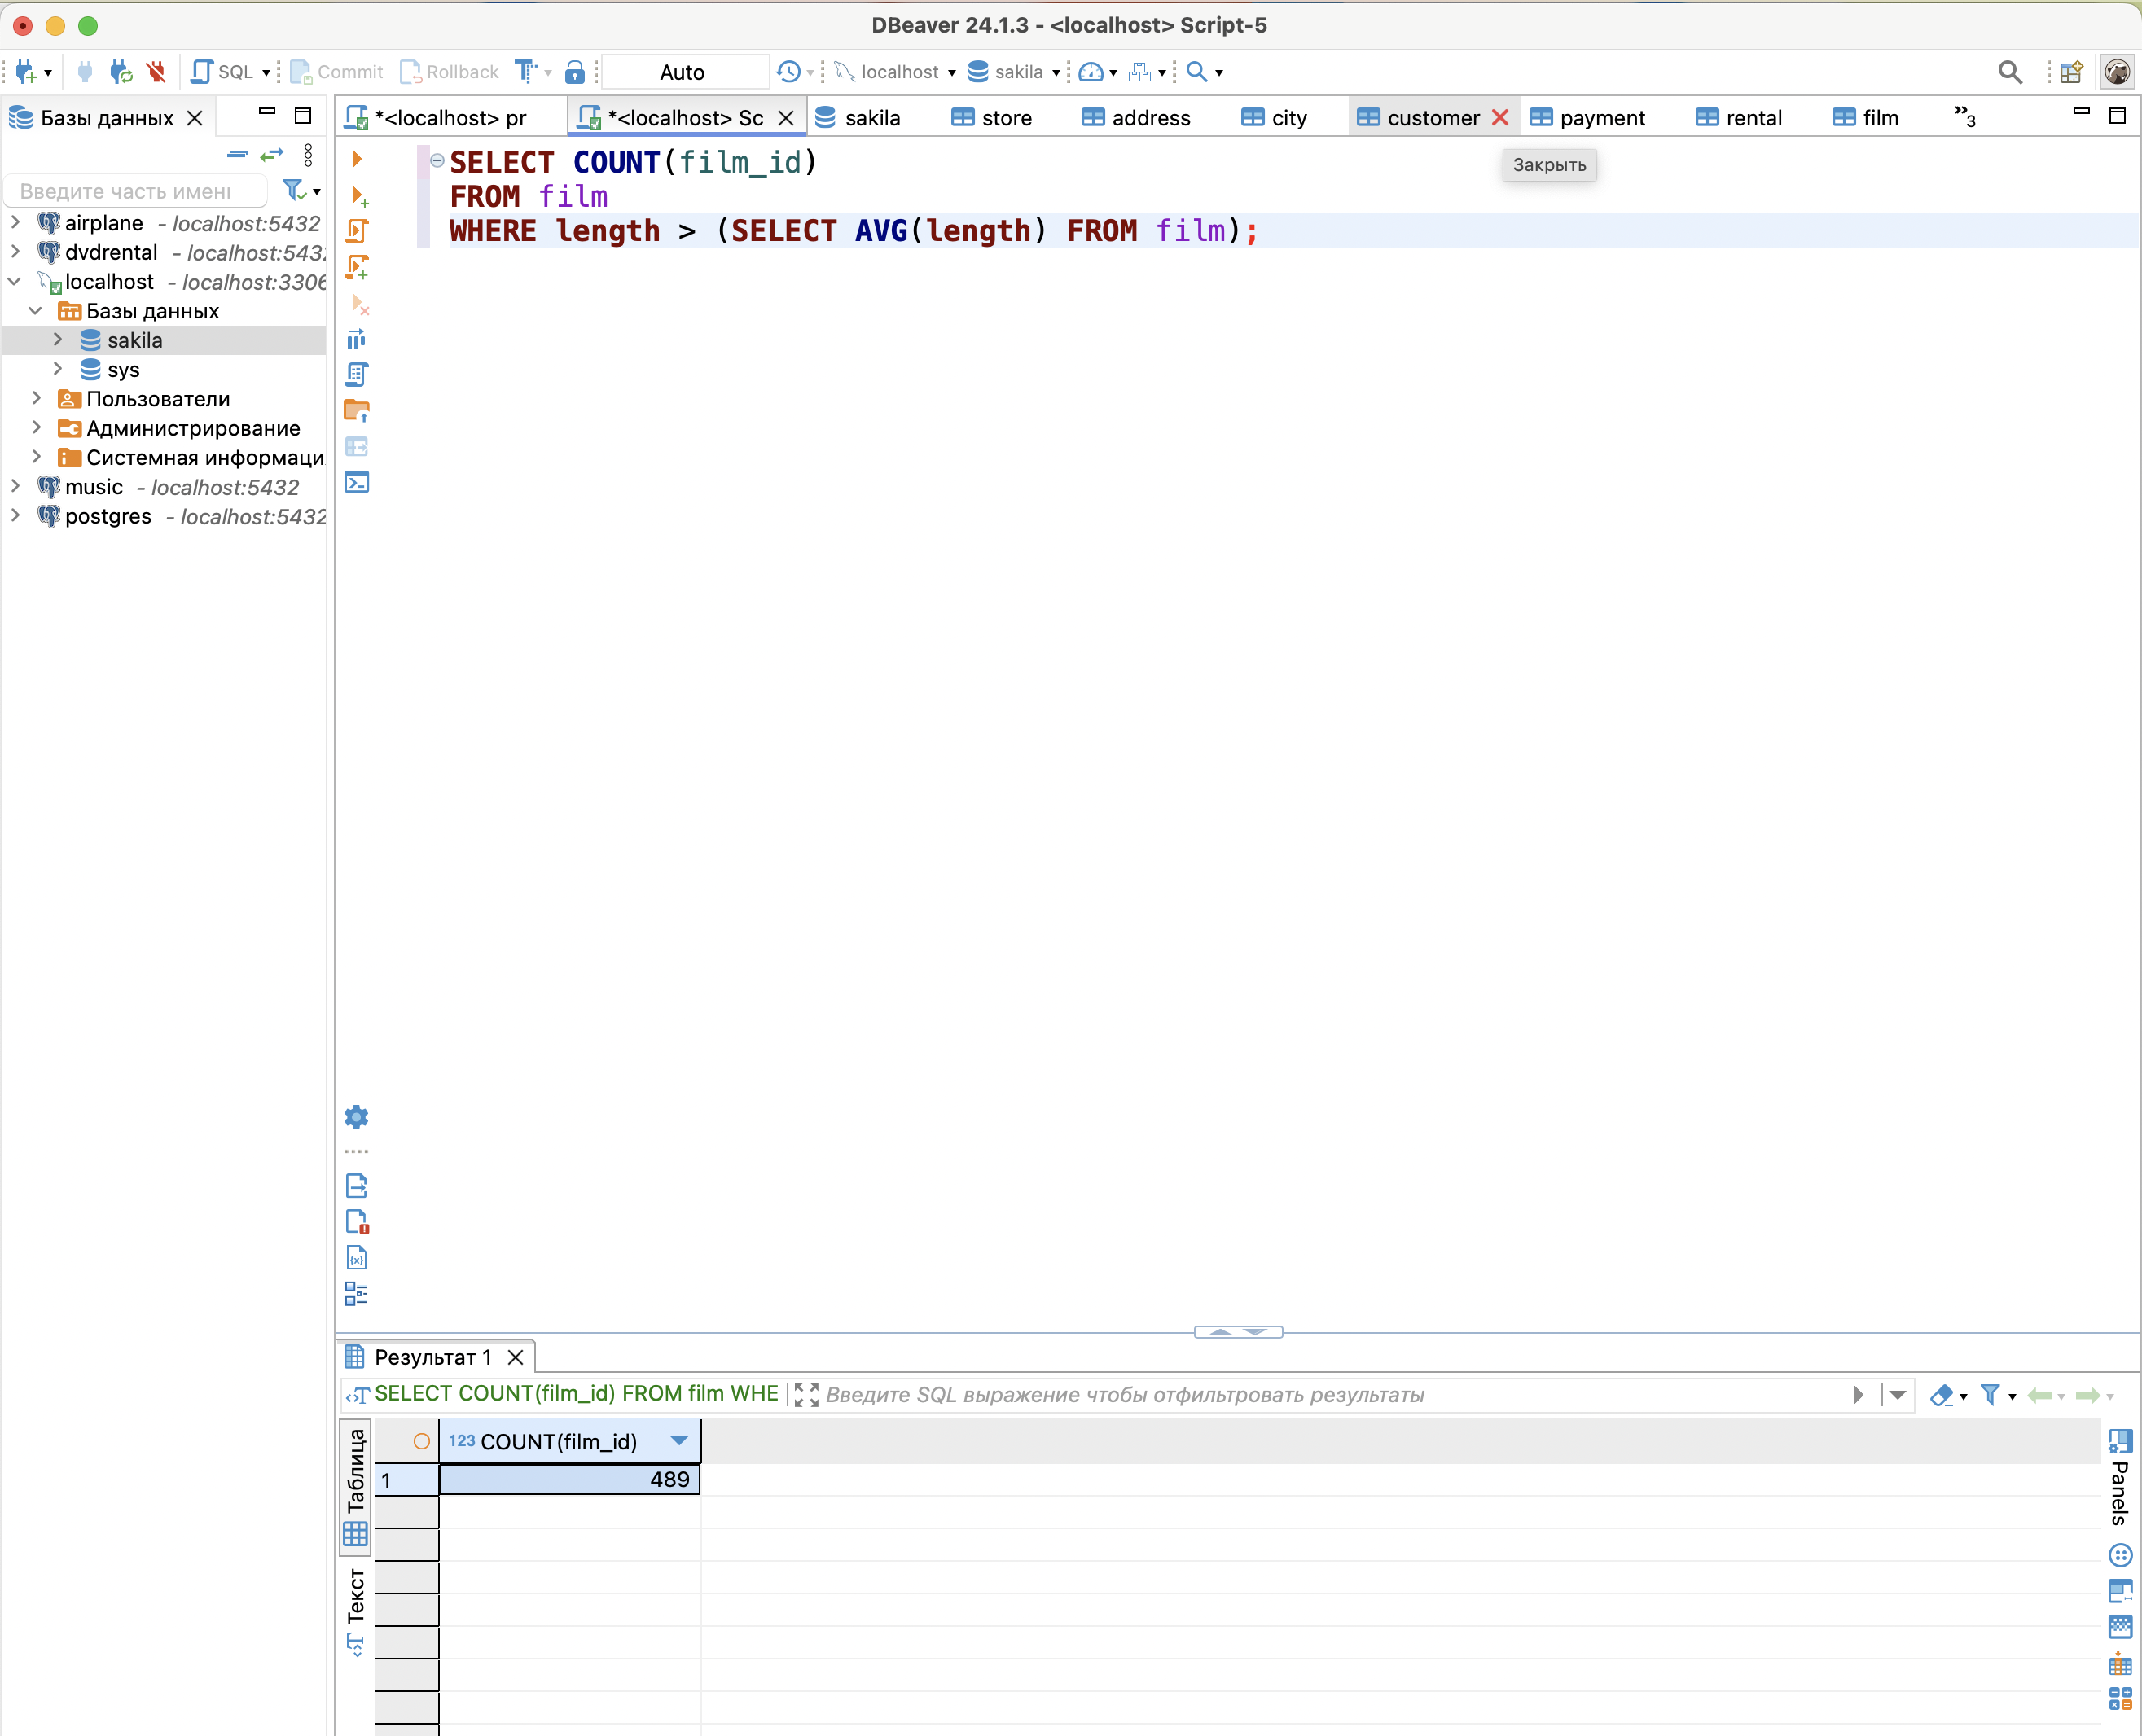 DBeaver 24.1.3 - <localhost> Script-5
SQL
Commit
Rollback
Auto
localhost
sakila
Базы данных
*<localhost> pr
*<localhost> Sc
sakila
store
address
city
customer
payment
rental
film
»3
Закрыть
Введите часть имени
airplane - localhost:5432
dvdrental - localhost:543
localhost - localhost:3306
Базы данных
sakila
sys
Пользователи
Администрирование
Системная информаци
music - localhost:5432
postgres - localhost:5432
SELECT COUNT(film_id)
FROM film
WHERE length > (SELECT AVG(length) FROM film);
Результат 1
SELECT COUNT(film_id) FROM film WHE
Введите SQL выражение чтобы отфильтровать результаты
Таблица
Текст
123 COUNT(film_id)
1
489
Panels